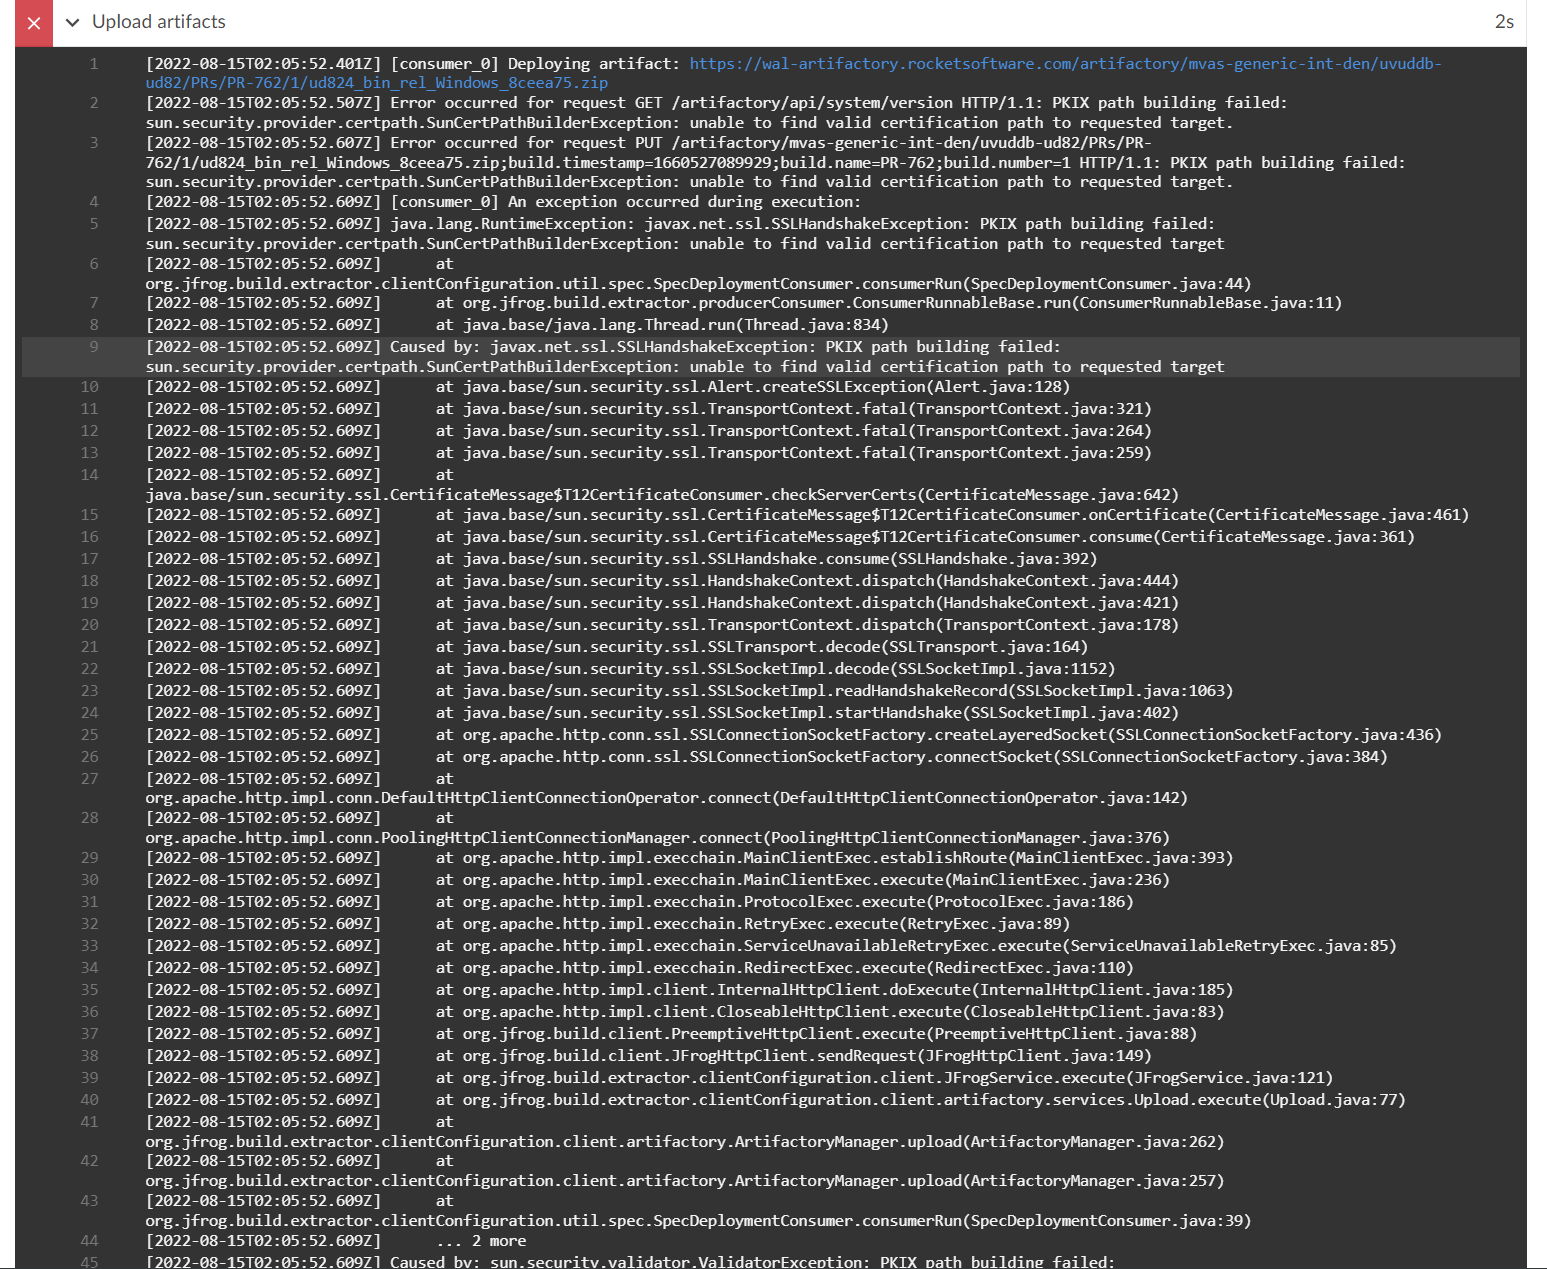 Upload artifacts 2s
1 [2022-08-15T02:05:52.401Z] [consumer_0] Deploying artifact: https://wal-artifactory.rocketsoftware.com/artifactory/mvas-generic-int-den/uvuddb-
ud82/PRs/PR-762/1/ud824_bin_rel_Windows_8ceea75.zip
2 [2022-08-15T02:05:52.507Z] Error occurred for request GET /artifactory/api/system/version HTTP/1.1: PKIX path building failed:
sun.security.provider.certpath.SunCertPathBuilderException: unable to find valid certification path to requested target.
3 [2022-08-15T02:05:52.607Z] Error occurred for request PUT /artifactory/mvas-generic-int-den/uvuddb-ud82/PRs/PR-
762/1/ud824_bin_rel_Windows_8ceea75.zip;build.timestamp=1660527089929;build.name=PR-762;build.number=1 HTTP/1.1: PKIX path building failed:
sun.security.provider.certpath.SunCertPathBuilderException: unable to find valid certification path to requested target.
4 [2022-08-15T02:05:52.609Z] [consumer_0] An exception occurred during execution:
5 [2022-08-15T02:05:52.609Z] java.lang.RuntimeException: javax.net.ssl.SSLHandshakeException: PKIX path building failed:
sun.security.provider.certpath.SunCertPathBuilderException: unable to find valid certification path to requested target
6 [2022-08-15T02:05:52.609Z] at
org.jfrog.build.extractor.clientConfiguration.util.spec.SpecDeploymentConsumer.consumerRun(SpecDeploymentConsumer.java:44)
7 [2022-08-15T02:05:52.609Z] at org.jfrog.build.extractor.producerConsumer.ConsumerRunnableBase.run(ConsumerRunnableBase.java:11)
8 [2022-08-15T02:05:52.609Z] at java.base/java.lang.Thread.run(Thread.java:834)
9 [2022-08-15T02:05:52.609Z] Caused by: javax.net.ssl.SSLHandshakeException: PKIX path building failed:
sun.security.provider.certpath.SunCertPathBuilderException: unable to find valid certification path to requested target
10 [2022-08-15T02:05:52.609Z] at java.base/sun.security.ssl.Alert.createSSLException(Alert.java:128)
11 [2022-08-15T02:05:52.609Z] at java.base/sun.security.ssl.TransportContext.fatal(TransportContext.java:321)
12 [2022-08-15T02:05:52.609Z] at java.base/sun.security.ssl.TransportContext.fatal(TransportContext.java:264)
13 [2022-08-15T02:05:52.609Z] at java.base/sun.security.ssl.TransportContext.fatal(TransportContext.java:259)
14 [2022-08-15T02:05:52.609Z] at
java.base/sun.security.ssl.CertificateMessage$T12CertificateConsumer.checkServerCerts(CertificateMessage.java:642)
15 [2022-08-15T02:05:52.609Z] at java.base/sun.security.ssl.CertificateMessage$T12CertificateConsumer.onCertificate(CertificateMessage.java:461)
16 [2022-08-15T02:05:52.609Z] at java.base/sun.security.ssl.CertificateMessage$T12CertificateConsumer.consume(CertificateMessage.java:361)
17 [2022-08-15T02:05:52.609Z] at java.base/sun.security.ssl.SSLHandshake.consume(SSLHandshake.java:392)
18 [2022-08-15T02:05:52.609Z] at java.base/sun.security.ssl.HandshakeContext.dispatch(HandshakeContext.java:444)
19 [2022-08-15T02:05:52.609Z] at java.base/sun.security.ssl.HandshakeContext.dispatch(HandshakeContext.java:421)
20 [2022-08-15T02:05:52.609Z] at java.base/sun.security.ssl.TransportContext.dispatch(TransportContext.java:178)
21 [2022-08-15T02:05:52.609Z] at java.base/sun.security.ssl.SSLTransport.decode(SSLTransport.java:164)
22 [2022-08-15T02:05:52.609Z] at java.base/sun.security.ssl.SSLSocketImpl.decode(SSLSocketImpl.java:1152)
23 [2022-08-15T02:05:52.609Z] at java.base/sun.security.ssl.SSLSocketImpl.readHandshakeRecord(SSLSocketImpl.java:1063)
24 [2022-08-15T02:05:52.609Z] at java.base/sun.security.ssl.SSLSocketImpl.startHandshake(SSLSocketImpl.java:402)
25 [2022-08-15T02:05:52.609Z] at org.apache.http.conn.ssl.SSLConnectionSocketFactory.createLayeredSocket(SSLConnectionSocketFactory.java:436)
26 [2022-08-15T02:05:52.609Z] at org.apache.http.conn.ssl.SSLConnectionSocketFactory.connectSocket(SSLConnectionSocketFactory.java:384)
27 [2022-08-15T02:05:52.609Z] at
org.apache.http.impl.conn.DefaultHttpClientConnectionOperator.connect(DefaultHttpClientConnectionOperator.java:142)
28 [2022-08-15T02:05:52.609Z] at
org.apache.http.impl.conn.PoolingHttpClientConnectionManager.connect(PoolingHttpClientConnectionManager.java:376)
29 [2022-08-15T02:05:52.609Z] at org.apache.http.impl.execchain.MainClientExec.establishRoute(MainClientExec.java:393)
30 [2022-08-15T02:05:52.609Z] at org.apache.http.impl.execchain.MainClientExec.execute(MainClientExec.java:236)
31 [2022-08-15T02:05:52.609Z] at org.apache.http.impl.execchain.ProtocolExec.execute(ProtocolExec.java:186)
32 [2022-08-15T02:05:52.609Z] at org.apache.http.impl.execchain.RetryExec.execute(RetryExec.java:89)
33 [2022-08-15T02:05:52.609Z] at org.apache.http.impl.execchain.ServiceUnavailableRetryExec.execute(ServiceUnavailableRetryExec.java:85)
34 [2022-08-15T02:05:52.609Z] at org.apache.http.impl.execchain.RedirectExec.execute(RedirectExec.java:110)
35 [2022-08-15T02:05:52.609Z] at org.apache.http.impl.client.InternalHttpClient.doExecute(InternalHttpClient.java:185)
36 [2022-08-15T02:05:52.609Z] at org.apache.http.impl.client.CloseableHttpClient.execute(CloseableHttpClient.java:83)
37 [2022-08-15T02:05:52.609Z] at org.jfrog.build.client.PreemptiveHttpClient.execute(PreemptiveHttpClient.java:88)
38 [2022-08-15T02:05:52.609Z] at org.jfrog.build.client.JFrogHttpClient.sendRequest(JFrogHttpClient.java:149)
39 [2022-08-15T02:05:52.609Z] at org.jfrog.build.extractor.clientConfiguration.client.JFrogService.execute(JFrogService.java:121)
40 [2022-08-15T02:05:52.609Z] at org.jfrog.build.extractor.clientConfiguration.client.artifactory.services.Upload.execute(Upload.java:77)
41 [2022-08-15T02:05:52.609Z] at
org.jfrog.build.extractor.clientConfiguration.client.artifactory.ArtifactoryManager.upload(ArtifactoryManager.java:262)
42 [2022-08-15T02:05:52.609Z] at
org.jfrog.build.extractor.clientConfiguration.client.artifactory.ArtifactoryManager.upload(ArtifactoryManager.java:257)
43 [2022-08-15T02:05:52.609Z] at
org.jfrog.build.extractor.clientConfiguration.util.spec.SpecDeploymentConsumer.consumerRun(SpecDeploymentConsumer.java:39)
44 [2022-08-15T02:05:52.609Z] ... 2 more
45 [2022-08-15T02:05:52.609Z] Caused by: sun.security.validator.ValidatorException: PKIX path building failed: